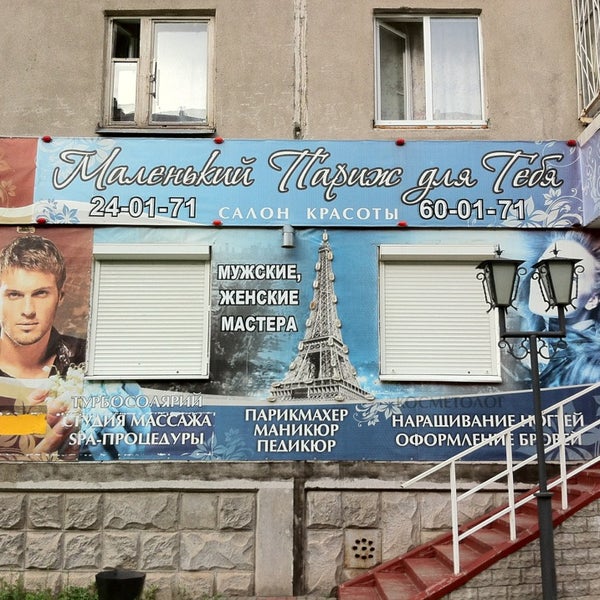 Маленький Париж для Тебя
24-01-71 САЛОН КРАСОТЫ 60-01-71
МУЖСКИЕ,
ЖЕНСКИЕ
МАСТЕРА
ТУРБОСОЛЯРИЙ
СТУДИЯ МАССАЖА
SPA-ПРОЦЕДУРЫ
ПАРИКМАХЕР
МАНИКЮР
ПЕДИКЮР
КОСМЕТОЛОГ
НАРАЩИВАНИЕ НОГТЕЙ
ОФОРМЛЕНИЕ БРОВЕЙ